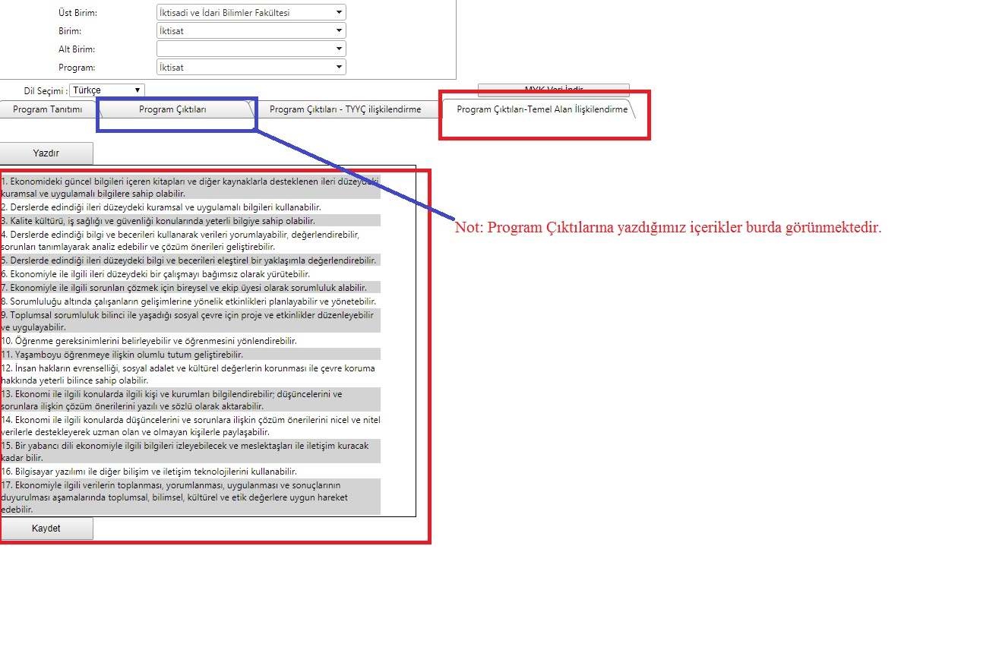 Üst Birim: İktisadi ve İdari Bilimler Fakültesi
Birim: İktisat
Alt Birim:
Program: İktisat
Dil Seçimi : Türkçe
MYK Veri İndir
Program Tanıtımı Program Çıktıları Program Çıktıları - TYYÇ ilişkilendirme Program Çıktıları-Temel Alan İlişkilendirme
Yazdır
1. Ekonomideki güncel bilgileri içeren kitapları ve diğer kaynaklarla desteklenen ileri düzeydeki
kuramsal ve uygulamalı bilgilere sahip olabilir.
2. Derslerde edindiği ileri düzeydeki kuramsal ve uygulamalı bilgileri kullanabilir.
3. Kalite kültürü, iş sağlığı ve güvenliği konularında yeterli bilgiye sahip olabilir.
Not: Program Çıktılarına yazdığımız içerikler burda görünmektedir.
4. Derslerde edindiği bilgi ve becerileri kullanarak verileri yorumlayabilir, değerlendirebilir,
sorunları tanımlayarak analiz edebilir ve çözüm önerileri geliştirebilir.
5. Derslerde edindiği ileri düzeydeki bilgi ve becerileri eleştirel bir yaklaşımla değerlendirebilir.
6. Ekonomiyle ile ilgili ileri düzeydeki bir çalışmayı bağımsız olarak yürütebilir.
7. Ekonomiyle ile ilgili sorunları çözmek için bireysel ve ekip üyesi olarak sorumluluk alabilir.
8. Sorumluluğu altında çalışanların gelişimlerine yönelik etkinlikleri planlayabilir ve yönetebilir.
9. Toplumsal sorumluluk bilinci ile yaşadığı sosyal çevre için proje ve etkinlikler düzenleyebilir
ve uygulayabilir.
10. Öğrenme gereksinimlerini belirleyebilir ve öğrenmesini yönlendirebilir.
11. Yaşamboyu öğrenmeye ilişkin olumlu tutum geliştirebilir.
12. İnsan hakların evrenselliği, sosyal adalet ve kültürel değerlerin korunması ile çevre koruma
hakkında yeterli bilince sahip olabilir.
13. Ekonomi ile ilgili konularda ilgili kişi ve kurumları bilgilendirebilir; düşüncelerini ve
sorunlara ilişkin çözüm önerilerini yazılı ve sözlü olarak aktarabilir.
14. Ekonomi ile ilgili konularda düşüncelerini ve sorunlara ilişkin çözüm önerilerini nicel ve nitel
verilerle destekleyerek uzman olan ve olmayan kişilerle paylaşabilir.
15. Bir yabancı dili ekonomiyle ilgili bilgileri izleyebilecek ve meslektaşları ile iletişim kuracak
kadar bilir.
16. Bilgisayar yazılımı ile diğer bilişim ve iletişim teknolojilerini kullanabilir.
17. Ekonomiyle ilgili verilerin toplanması, yorumlanması, uygulanması ve sonuçlarının
duyurulması aşamalarında toplumsal, bilimsel, kültürel ve etik değerlere uygun hareket
edebilir.
Kaydet